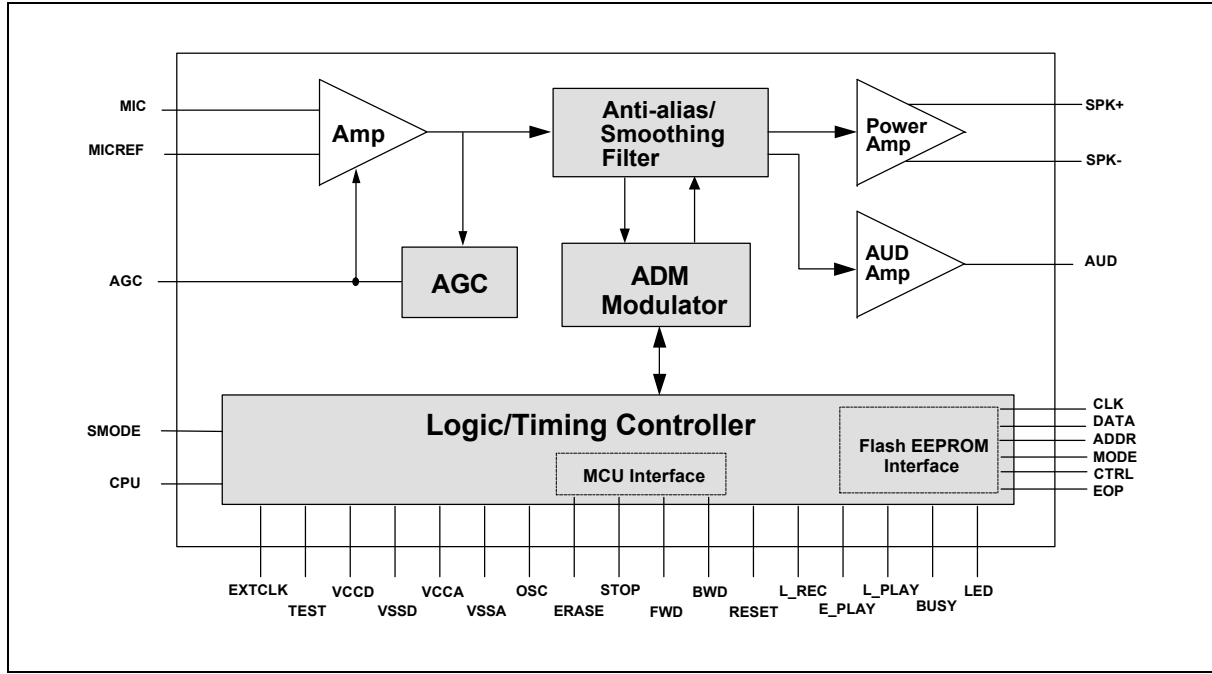 MIC
MICREF
Amp
Anti-alias/
Smoothing
Filter
Power
Amp
SPK+
SPK-
AGC
AGC
ADM
Modulator
AUD
Amp
AUD
Logic/Timing Controller
SMODE
CPU
MCU Interface
Flash EEPROM
Interface
CLK
DATA
ADDR
MODE
CTRL
EOP
EXTCLK
TEST
VCCD
VSSD
VCCA
VSSA
OSC
ERASE
STOP
FWD
BWD
RESET
L_REC
E_PLAY
L_PLAY
BUSY
LED